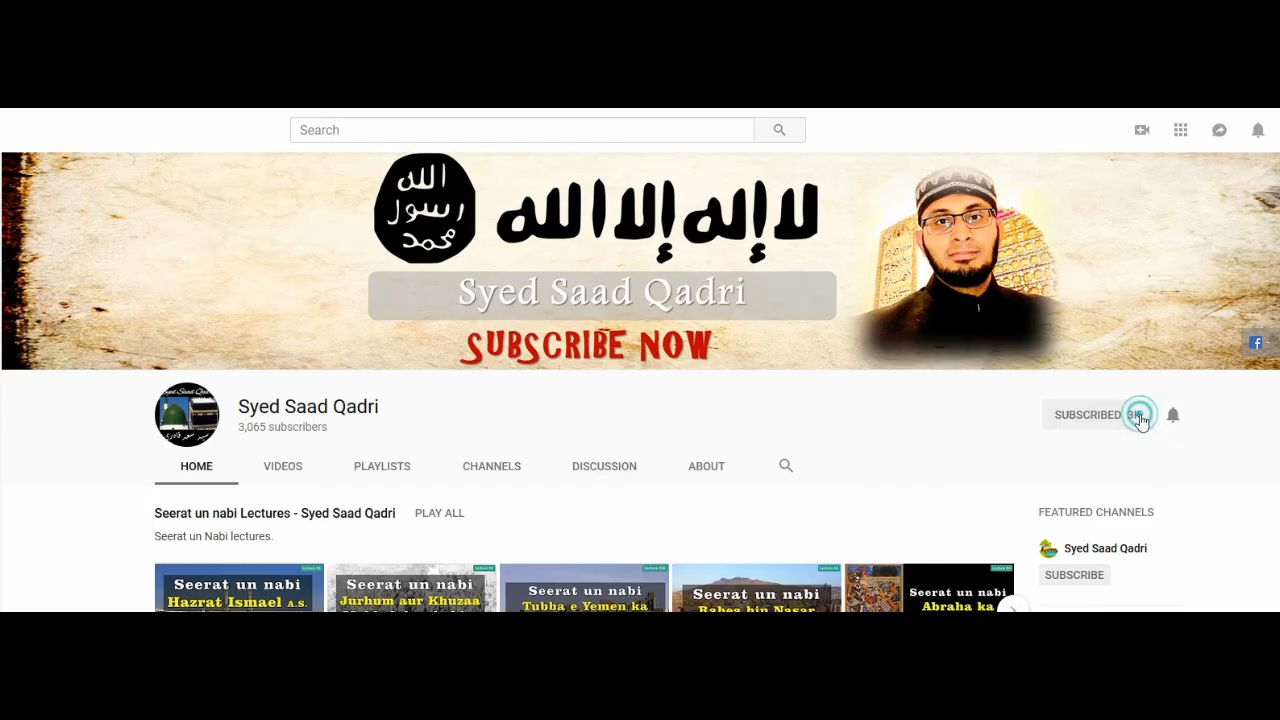 Search
الله
رسول
محمد
لا إله إلا الله
Syed Saad Qadri
SUBSCRIBE NOW
Syed Saad Qadri
3,065 subscribers
SUBSCRIBED
HOME VIDEOS PLAYLISTS CHANNELS DISCUSSION ABOUT
Seerat un nabi Lectures - Syed Saad Qadri PLAY ALL
Seerat un Nabi lectures.
FEATURED CHANNELS
Syed Saad Qadri
SUBSCRIBE
Seerat un nabi
Hazrat Ismael A.S.
Seerat un nabi
Jurhum aur Khuzaa
Seerat un nabi
Tubba e Yemen ka
Seerat un nabi
Rabea bin Nasar
Seerat un nabi
Abraha ka